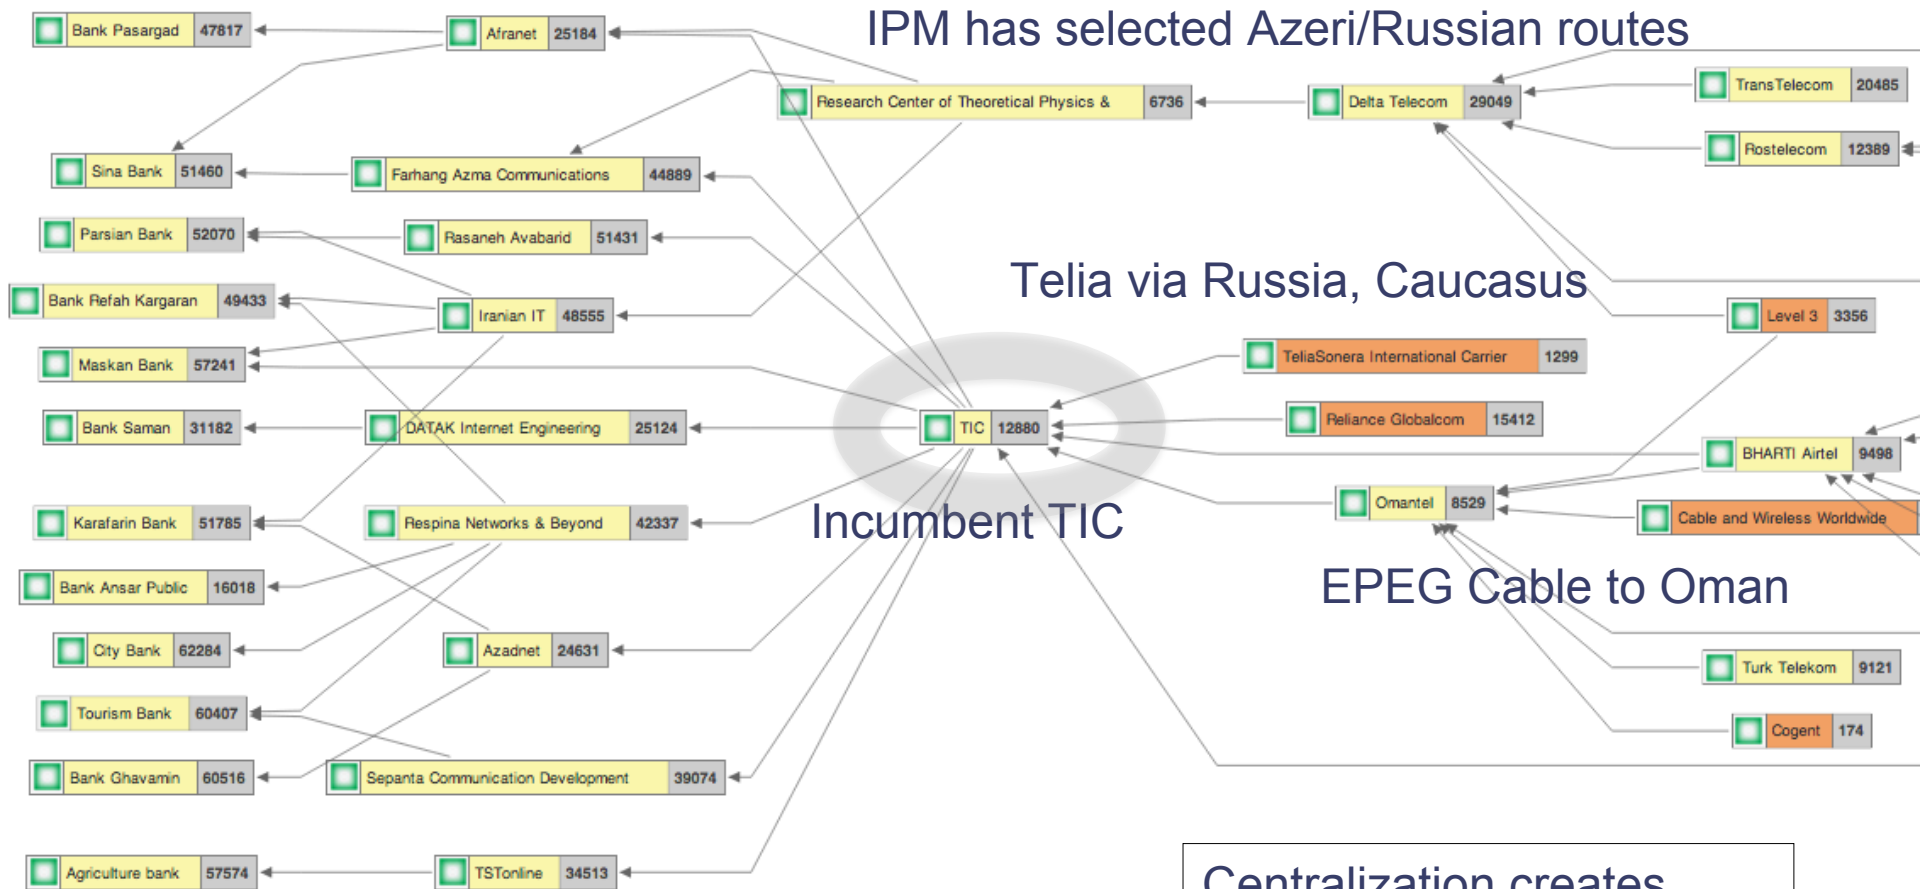 IPM has selected Azeri/Russian routes
Bank Pasargad 47817
Afranet 25184
TransTelecom 20485
Research Center of Theoretical Physics & 6736
Delta Telecom 29049
Rostelecom 12389
Sina Bank 51460
Farhang Azma Communications 44889
Parsian Bank 52070
Rasaneh Avabarid 51431
Telia via Russia, Caucasus
Bank Refah Kargaran 49433
Iranian IT 48555
Level 3 3356
Maskan Bank 57241
TeliaSonera International Carrier 1299
Bank Saman 31182
DATAK Internet Engineering 25124
TIC 12880
Reliance Globalcom 15412
BHARTI Airtel 9498
Omantel 8529
Karafarin Bank 51785
Respina Networks & Beyond 42337
Incumbent TIC
Cable and Wireless Worldwide
Bank Ansar Public 16018
EPEG Cable to Oman
City Bank 62284
Azadnet 24631
Turk Telekom 9121
Tourism Bank 60407
Cogent 174
Bank Ghavamin 60516
Sepanta Communication Development 39074
Agriculture bank 57574
TSTonline 34513
Centralization creates